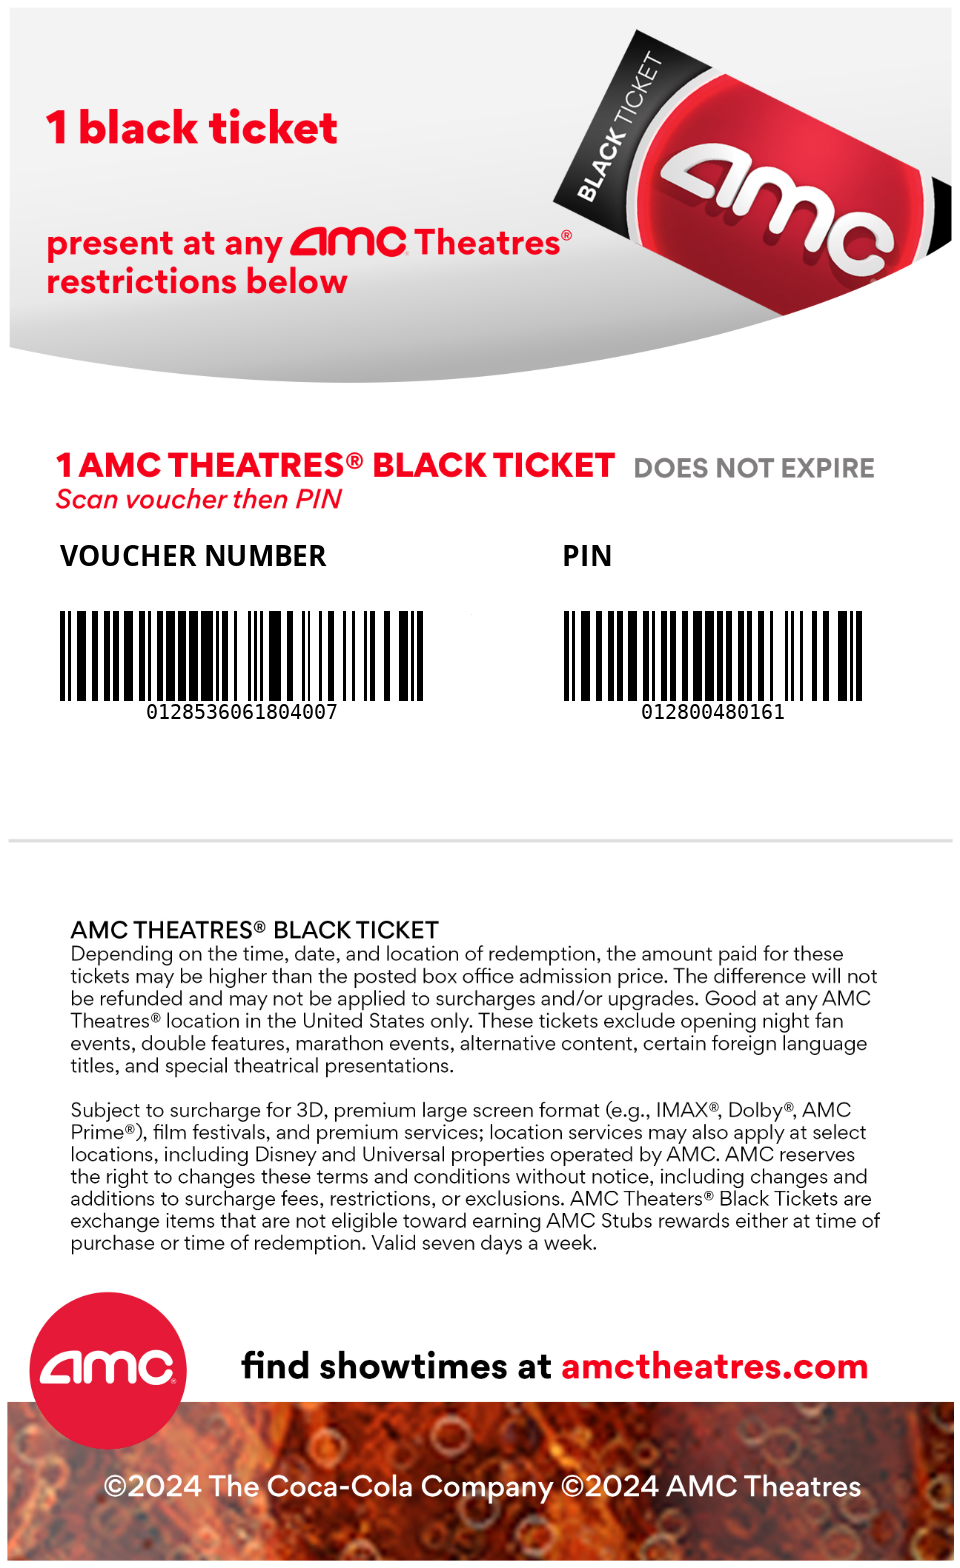 1 black ticket
BLACK TICKET
amc
present at any amc Theatres®
restrictions below
1 AMC THEATRES® BLACK TICKET DOES NOT EXPIRE
Scan voucher then PIN
VOUCHER NUMBER PIN
0128536061804007 012800480161
AMC THEATRES® BLACK TICKET
Depending on the time, date, and location of redemption, the amount paid for these
tickets may be higher than the posted box office admission price. The difference will not
be refunded and may not be applied to surcharges and/or upgrades. Good at any AMC
Theatres® location in the United States only. These tickets exclude opening night fan
events, double features, marathon events, alternative content, certain foreign language
titles, and special theatrical presentations.
Subject to surcharge for 3D, premium large screen format (e.g., IMAX®, Dolby®, AMC
Prime®), film festivals, and premium services; location services may also apply at select
locations, including Disney and Universal properties operated by AMC. AMC reserves
the right to changes these terms and conditions without notice, including changes and
additions to surcharge fees, restrictions, or exclusions. AMC Theaters® Black Tickets are
exchange items that are not eligible toward earning AMC Stubs rewards either at time of
purchase or time of redemption. Valid seven days a week.
amc®
find showtimes at amctheatres.com
©2024 The Coca-Cola Company ©2024 AMC Theatres